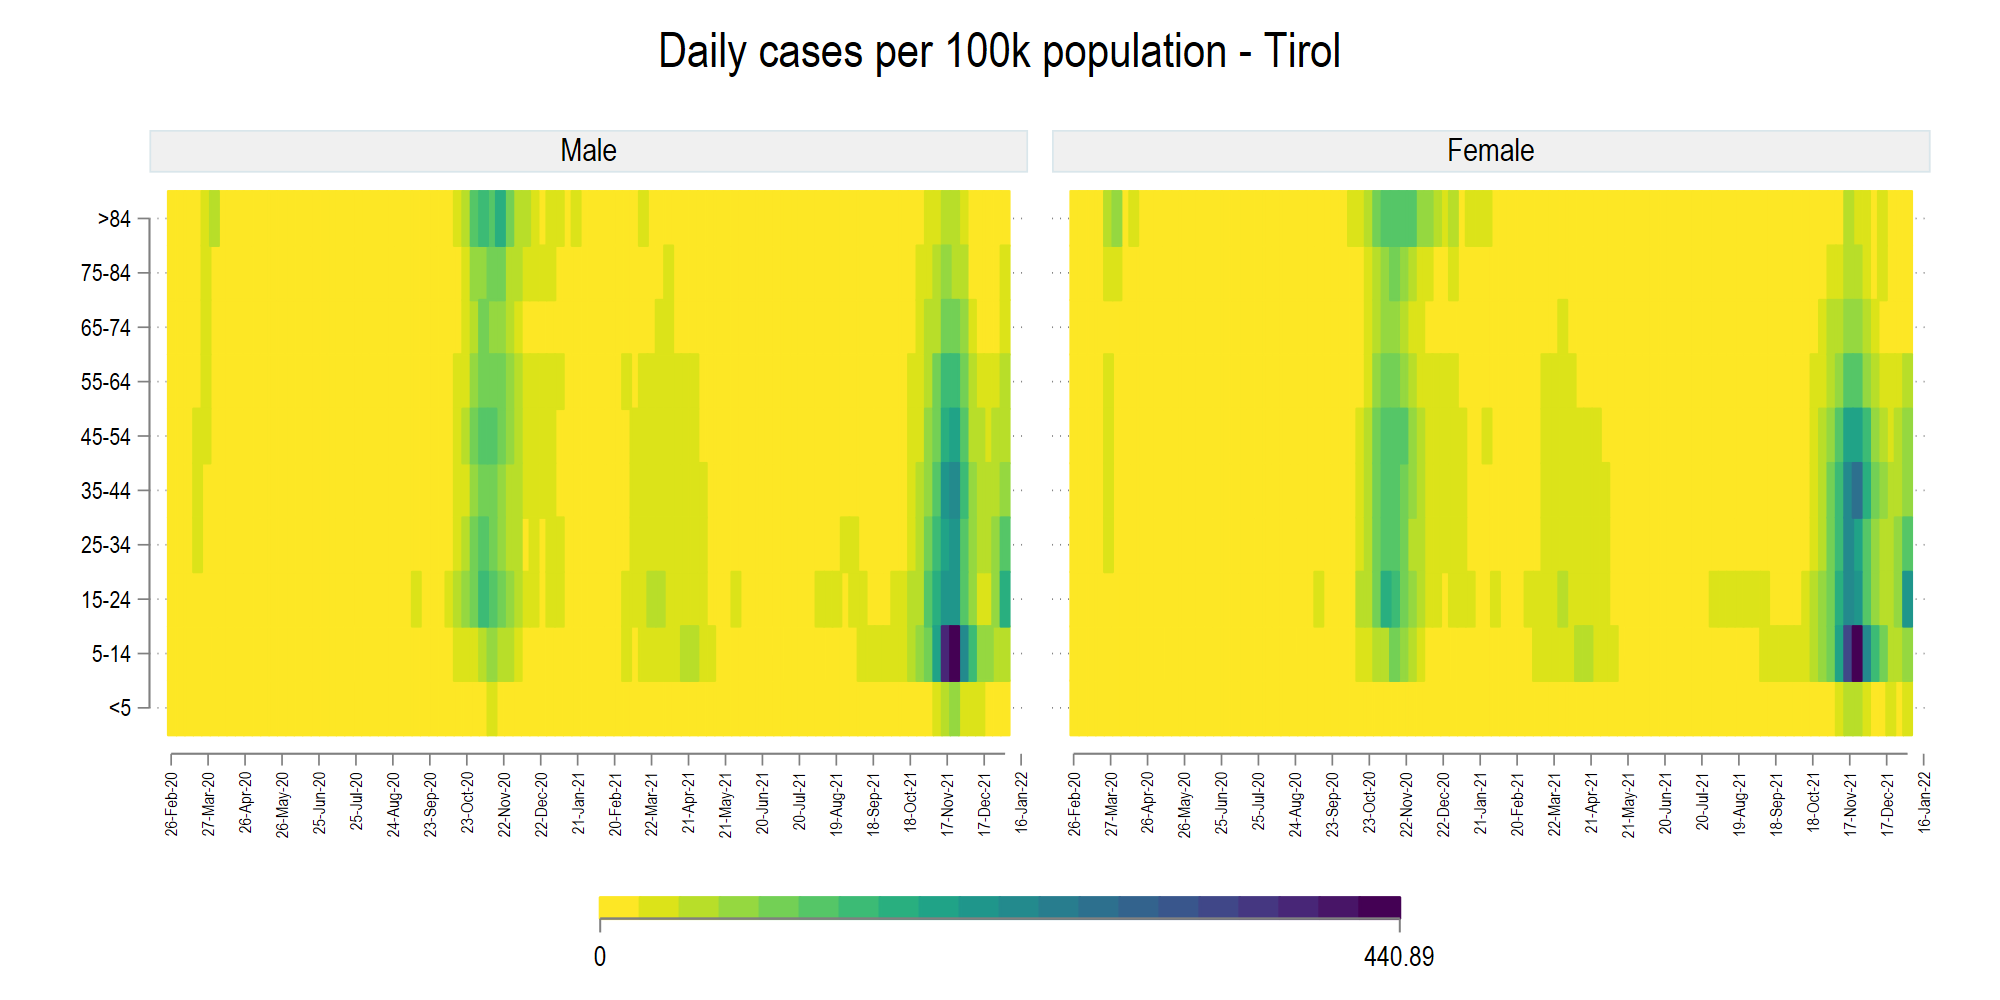 Daily cases per 100k population - Tirol
Male
Female
>84
75-84
65-74
55-64
45-54
35-44
25-34
15-24
5-14
<5
26-Feb-20
27-Mar-20
26-Apr-20
26-May-20
25-Jun-20
25-Jul-20
24-Aug-20
23-Sep-20
23-Oct-20
22-Nov-20
22-Dec-20
21-Jan-21
20-Feb-21
22-Mar-21
21-Apr-21
21-May-21
20-Jun-21
20-Jul-21
19-Aug-21
18-Sep-21
18-Oct-21
17-Nov-21
17-Dec-21
16-Jan-22
26-Feb-20
27-Mar-20
26-Apr-20
26-May-20
25-Jun-20
25-Jul-20
24-Aug-20
23-Sep-20
23-Oct-20
22-Nov-20
22-Dec-20
21-Jan-21
20-Feb-21
22-Mar-21
21-Apr-21
21-May-21
20-Jun-21
20-Jul-21
19-Aug-21
18-Sep-21
18-Oct-21
17-Nov-21
17-Dec-21
16-Jan-22
0
440.89